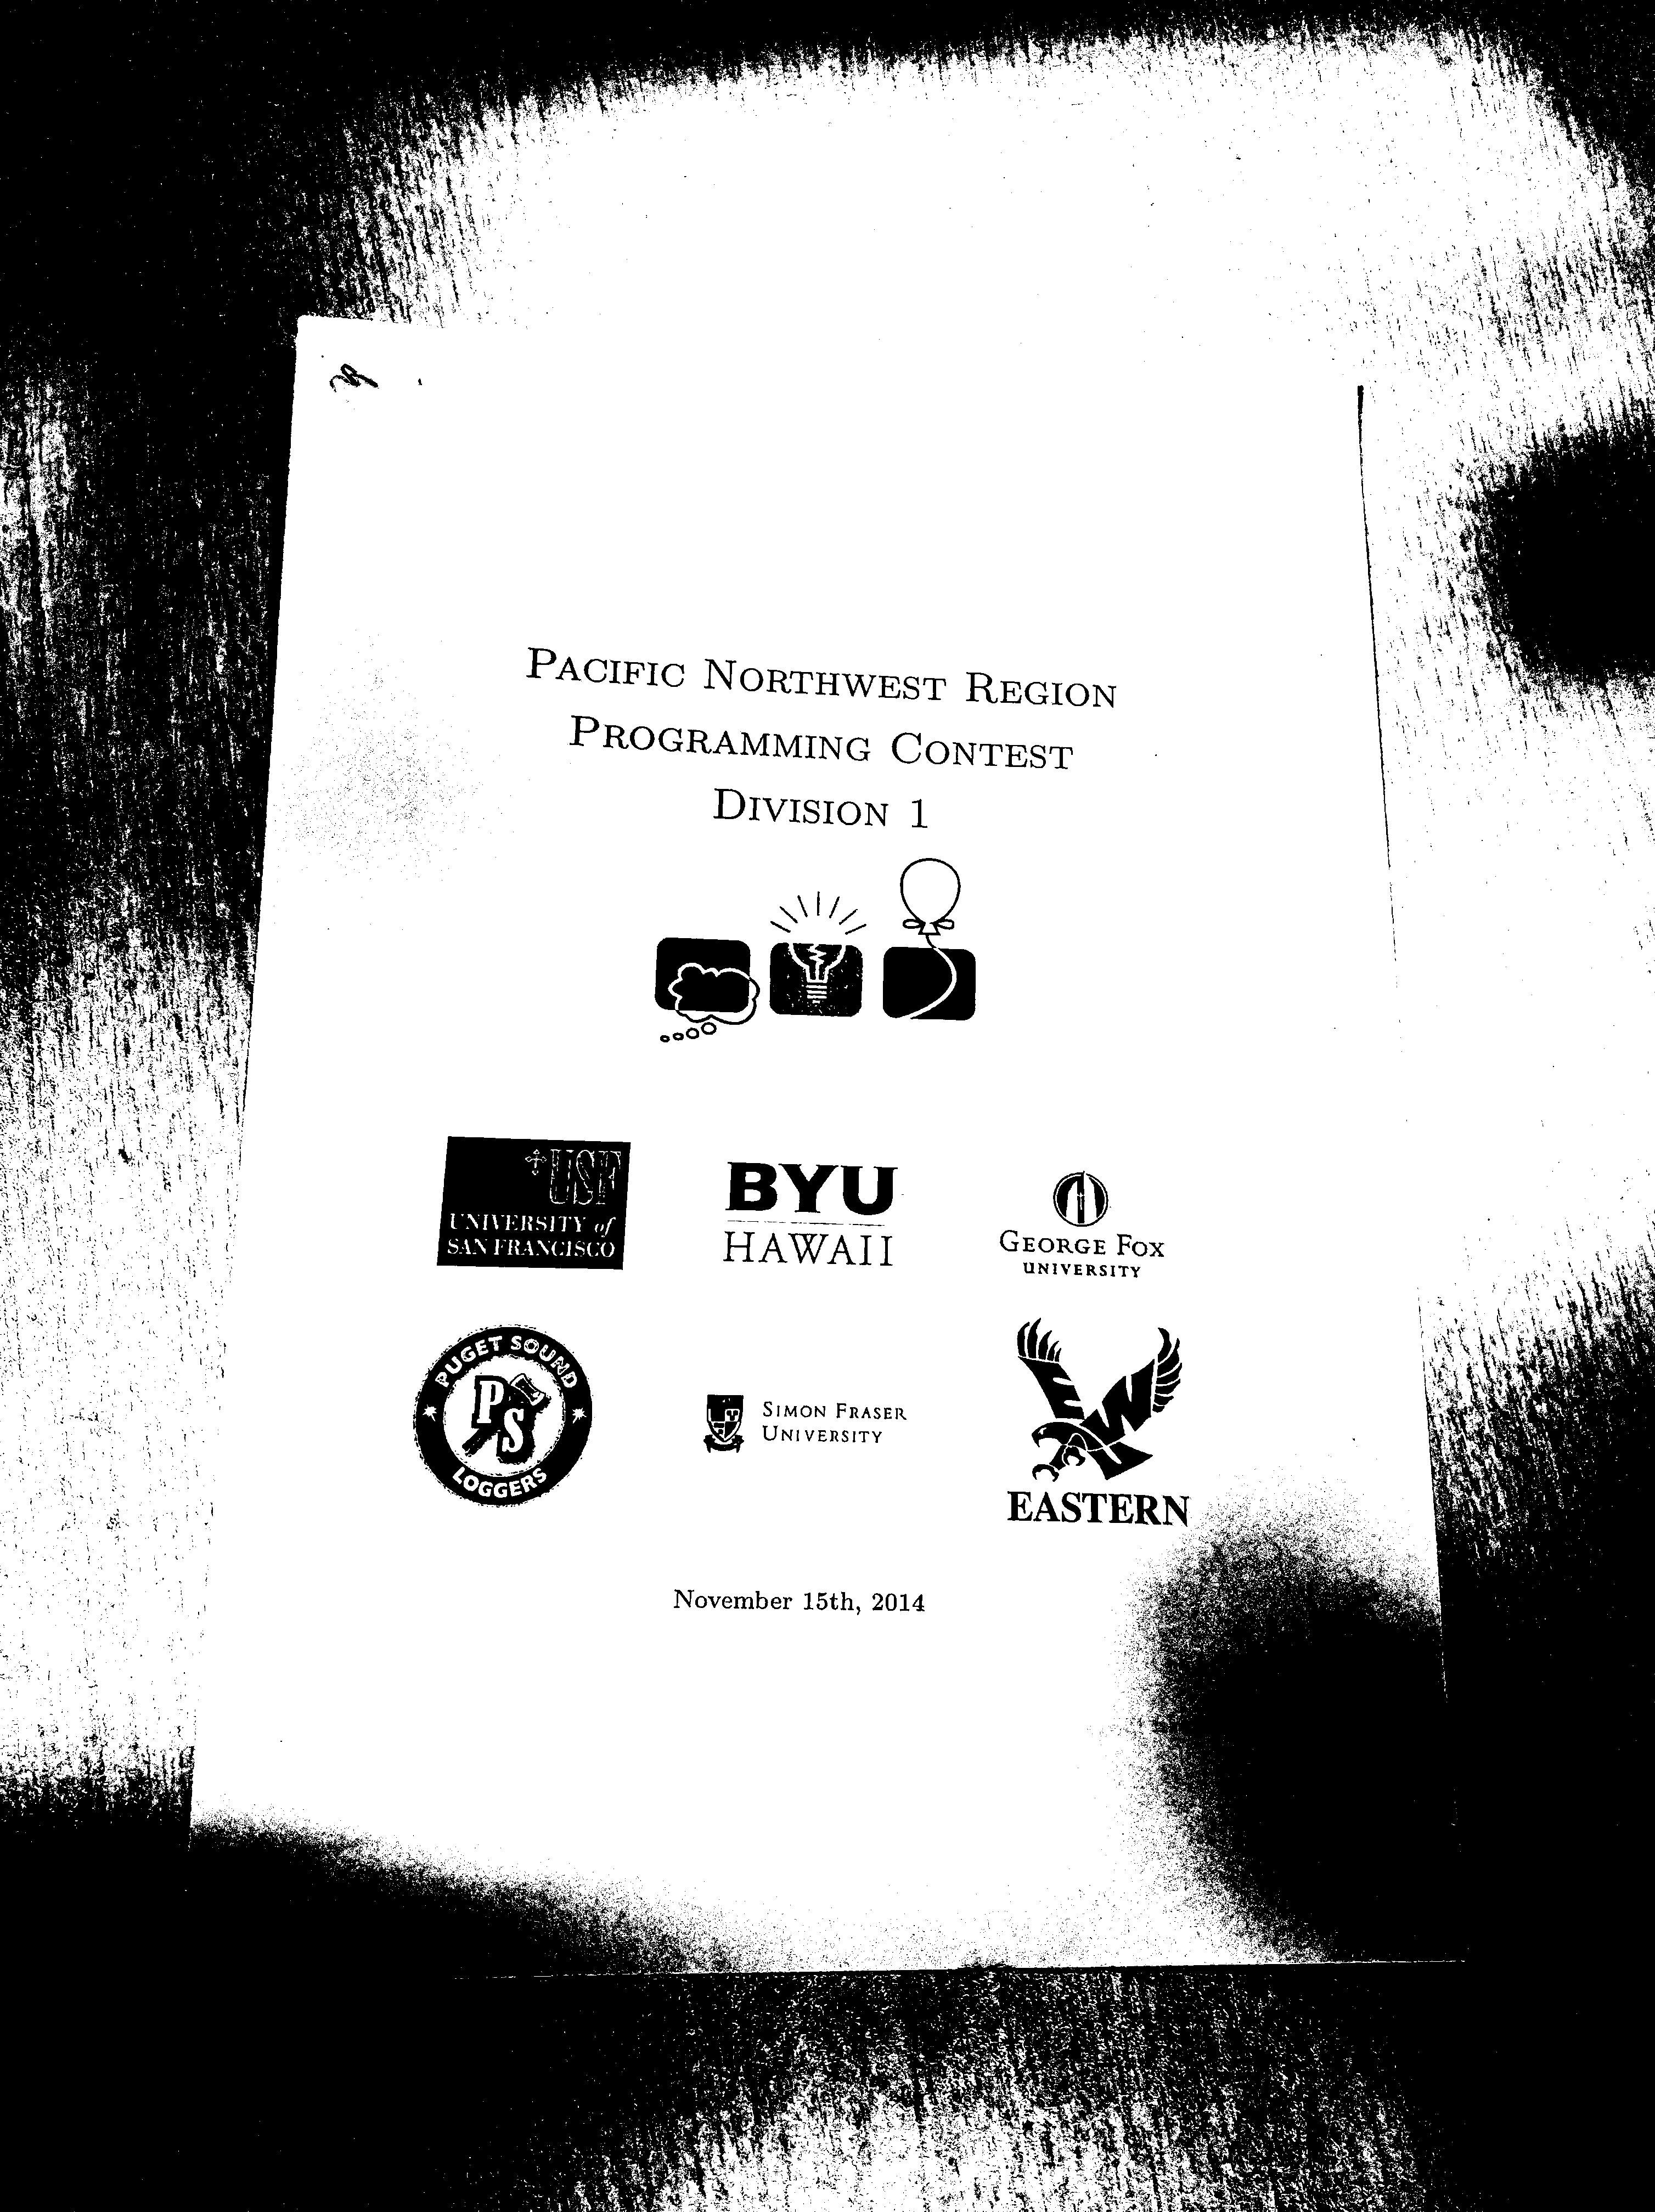 PACIFIC NORTHWEST REGION
PROGRAMMING CONTEST
DIVISION 1
USF
UNIVERSITY of
SAN FRANCISCO
BYU
HAWAII
GEORGE FOX
UNIVERSITY
PUGET SOUND
PS
LOGGERS
SIMON FRASER
UNIVERSITY
EWU
EASTERN
November 15th, 2014